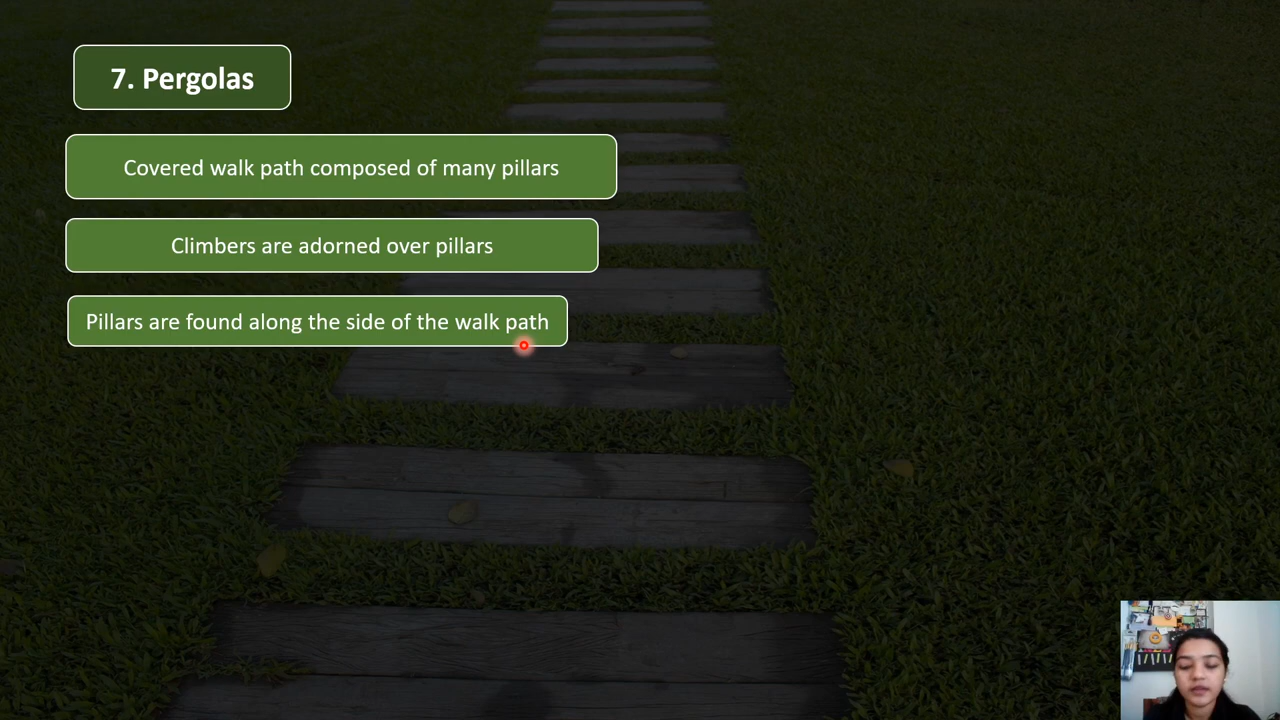 7. Pergolas
Covered walk path composed of many pillars
Climbers are adorned over pillars
Pillars are found along the side of the walk path